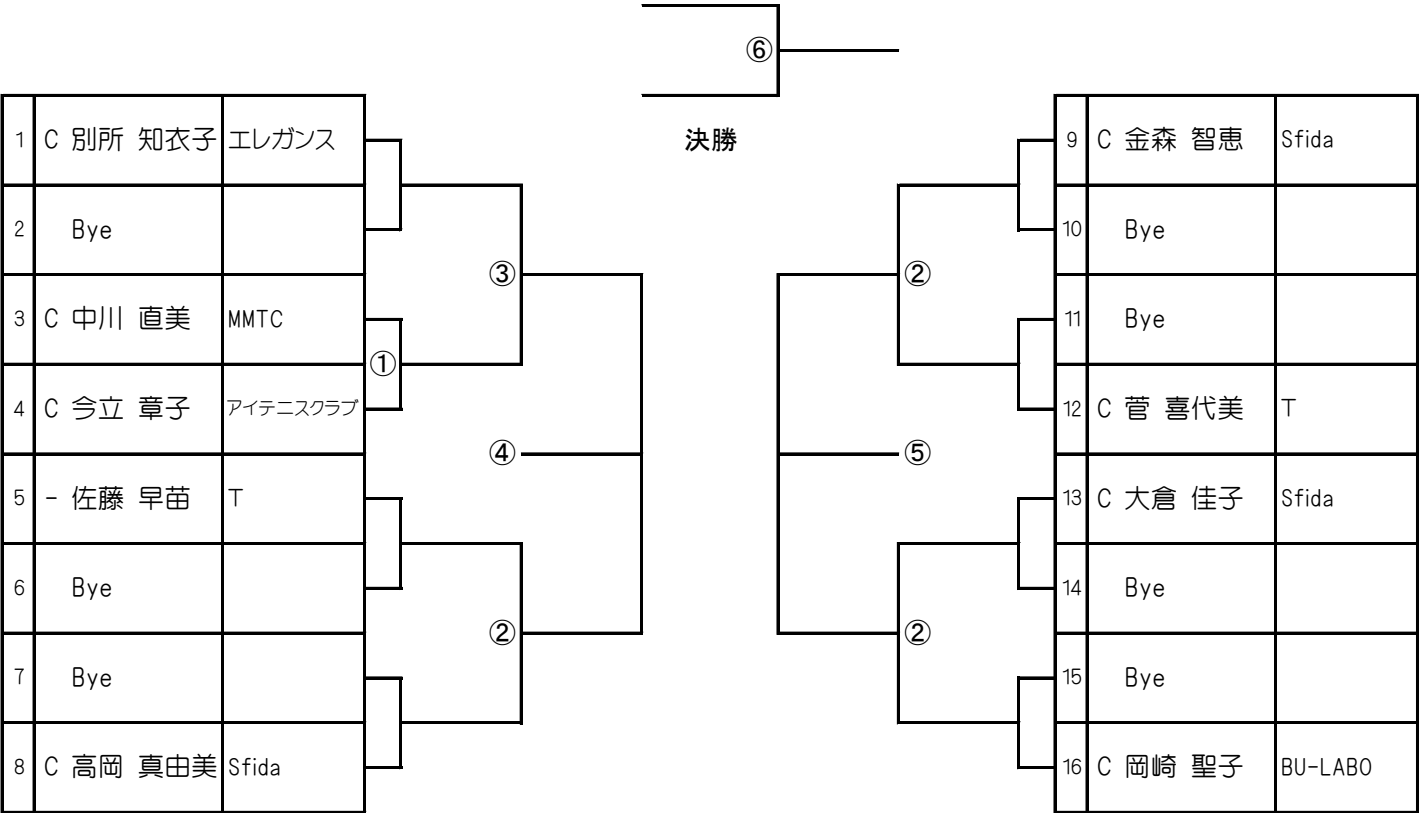 ⑥
決勝
1 C 別所 知衣子 エレガンス
2 Bye
3 C 中川 直美 MMTC
4 C 今立 章子 アイテニスクラブ
5 - 佐藤 早苗 T
6 Bye
7 Bye
8 C 高岡 真由美 Sfida
①
③
④
②
②
⑤
②
9 C 金森 智恵 Sfida
10 Bye
11 Bye
12 C 菅 喜代美 T
13 C 大倉 佳子 Sfida
14 Bye
15 Bye
16 C 岡崎 聖子 BU-LABO